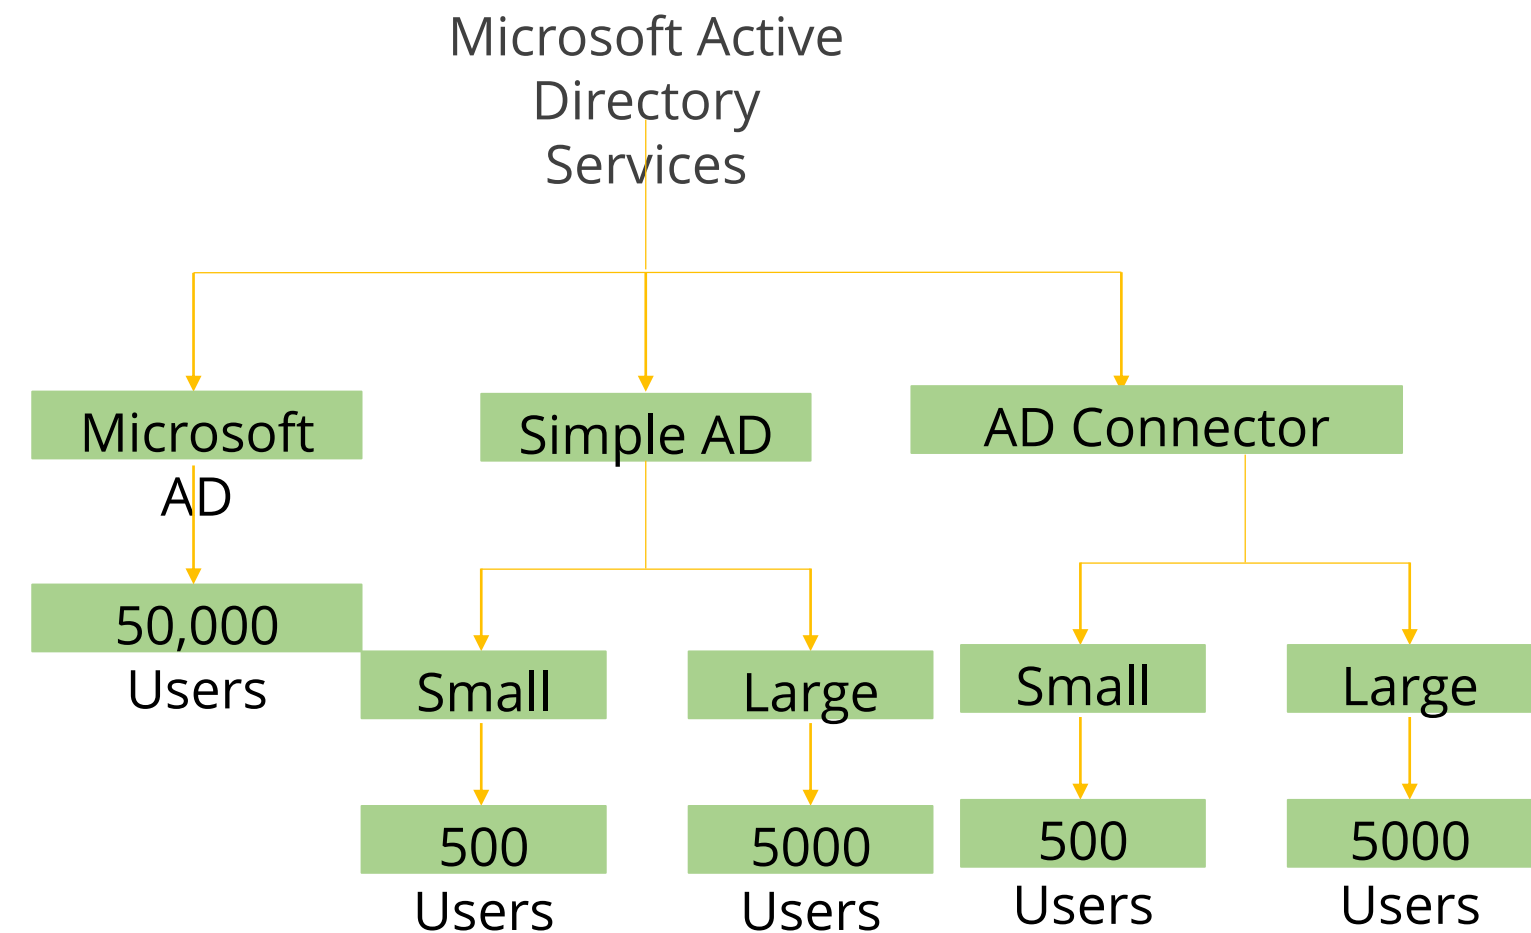 Microsoft Active
Directory
Services
Microsoft
AD
Simple AD
AD Connector
50,000
Users
Small
Large
Small
Large
500
Users
5000
Users
500
Users
5000
Users